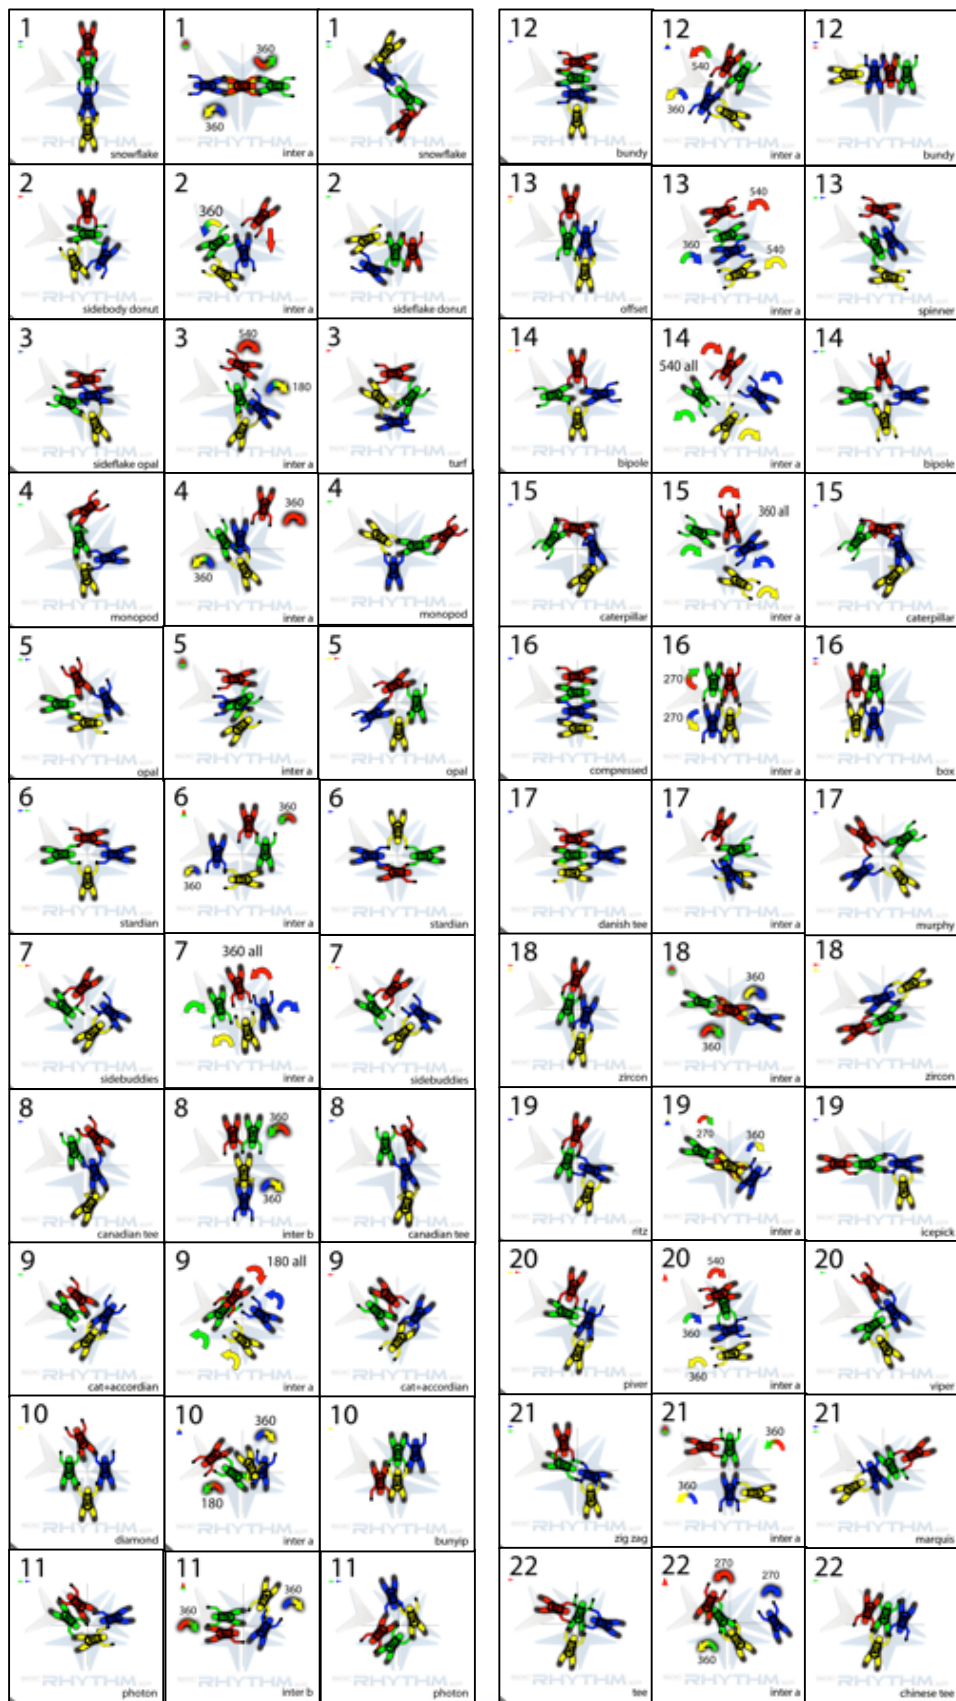 1 1 1
360
360
snowflake inter a snowflake
2 2 2
360
sidebody donut inter a sideflake donut
3 3 3
540
180
sideflake opal inter a turf
4 4 4
360
360
monopod inter a monopod
5 5 5
opal inter a opal
6 6 6
360
360
stardian inter a stardian
7 7 7
360 all
sidebuddies inter a sidebuddies
8 8 8
360
360
canadian tee inter b canadian tee
9 9 9
180 all
cat+accordian inter a cat+accordian
10 10 10
360
180
diamond inter a bunyip
11 11 11
360
360
photon inter b photon
12 12 12
540
360
bundy inter a bundy
13 13 13
540
360
540
offset inter a spinner
14 14 14
540 all
bipole inter a bipole
15 15 15
360 all
caterpillar inter a caterpillar
16 16 16
270
270
compressed inter a box
17 17 17
danish tee inter a murphy
18 18 18
360
360
zircon inter a zircon
19 19 19
270
360
ritz inter a icepick
20 20 20
540
360
360
piver inter a viper
21 21 21
360
360
zig zag inter a marquis
22 22 22
270
270
360
tee inter a chinese tee
RHYTHM